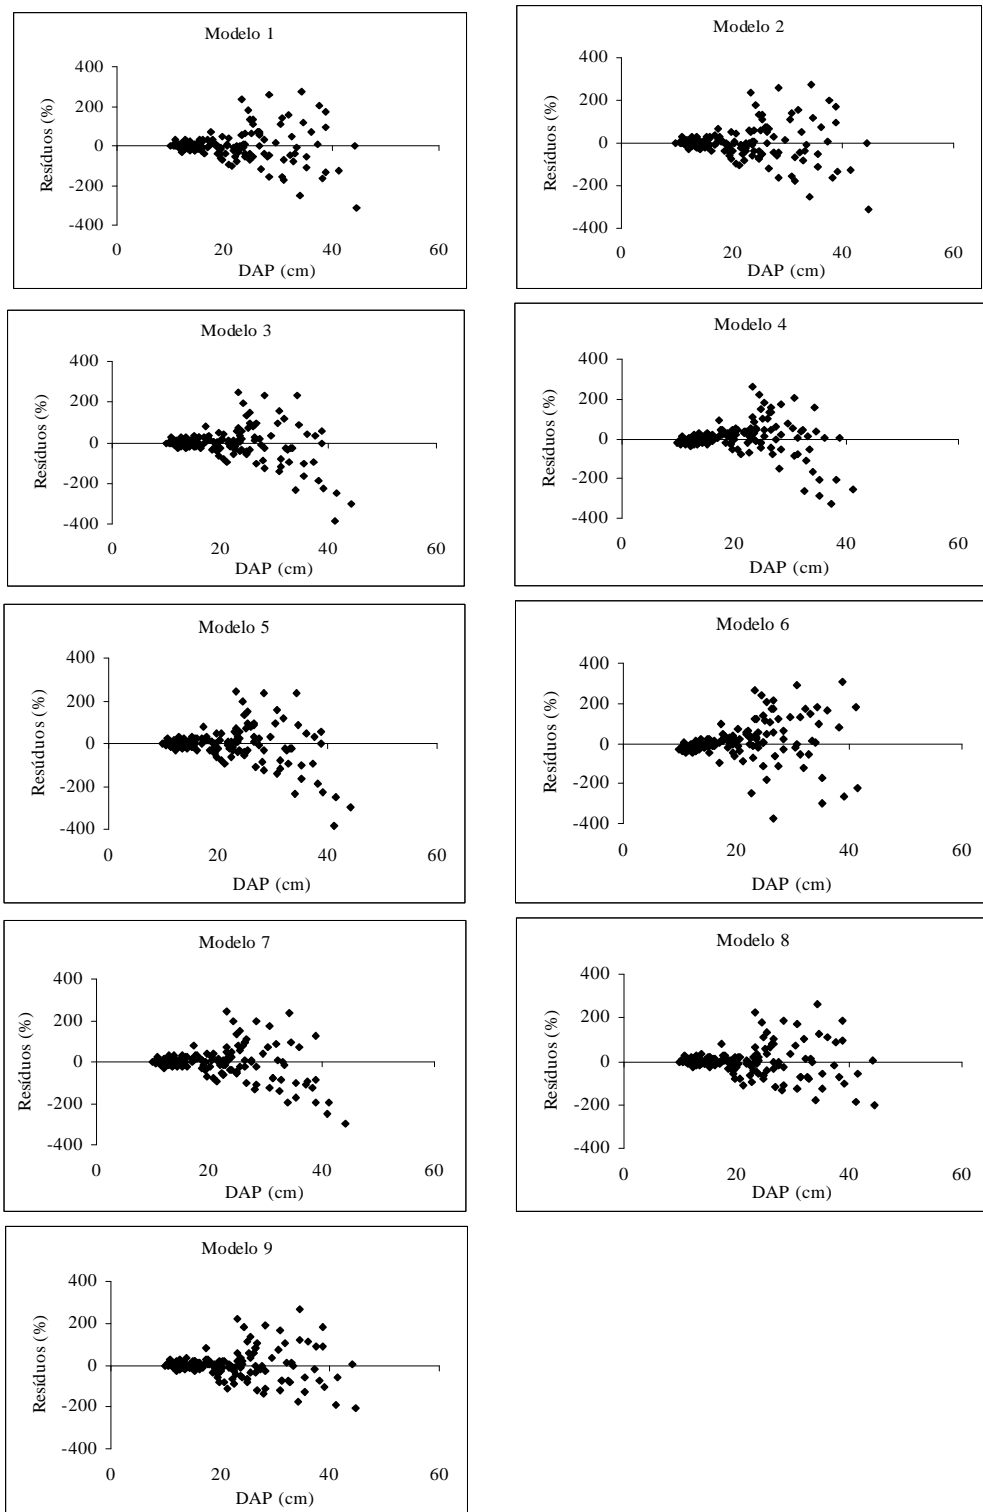 Modelo 1
400
200
0
-200
-400
0 20 40 60
DAP (cm)
Resíduos (%)
Modelo 2
400
200
0
-200
-400
0 20 40 60
DAP (cm)
Resíduos (%)
Modelo 3
400
200
0
-200
-400
0 20 40 60
DAP (cm)
Resíduos (%)
Modelo 4
400
200
0
-200
-400
0 20 40 60
DAP (cm)
Resíduos (%)
Modelo 5
400
200
0
-200
-400
0 20 40 60
DAP (cm)
Resúduos (%)
Modelo 6
400
200
0
-200
-400
0 20 40 60
DAP (cm)
Resíduos (%)
Modelo 7
400
200
0
-200
-400
0 20 40 60
DAP (cm)
Resíduos (%)
Modelo 8
400
200
0
-200
-400
0 20 40 60
DAP (cm)
Resíduos (%)
Modelo 9
400
200
0
-200
-400
0 20 40 60
DAP (cm)
Resíduos (%)